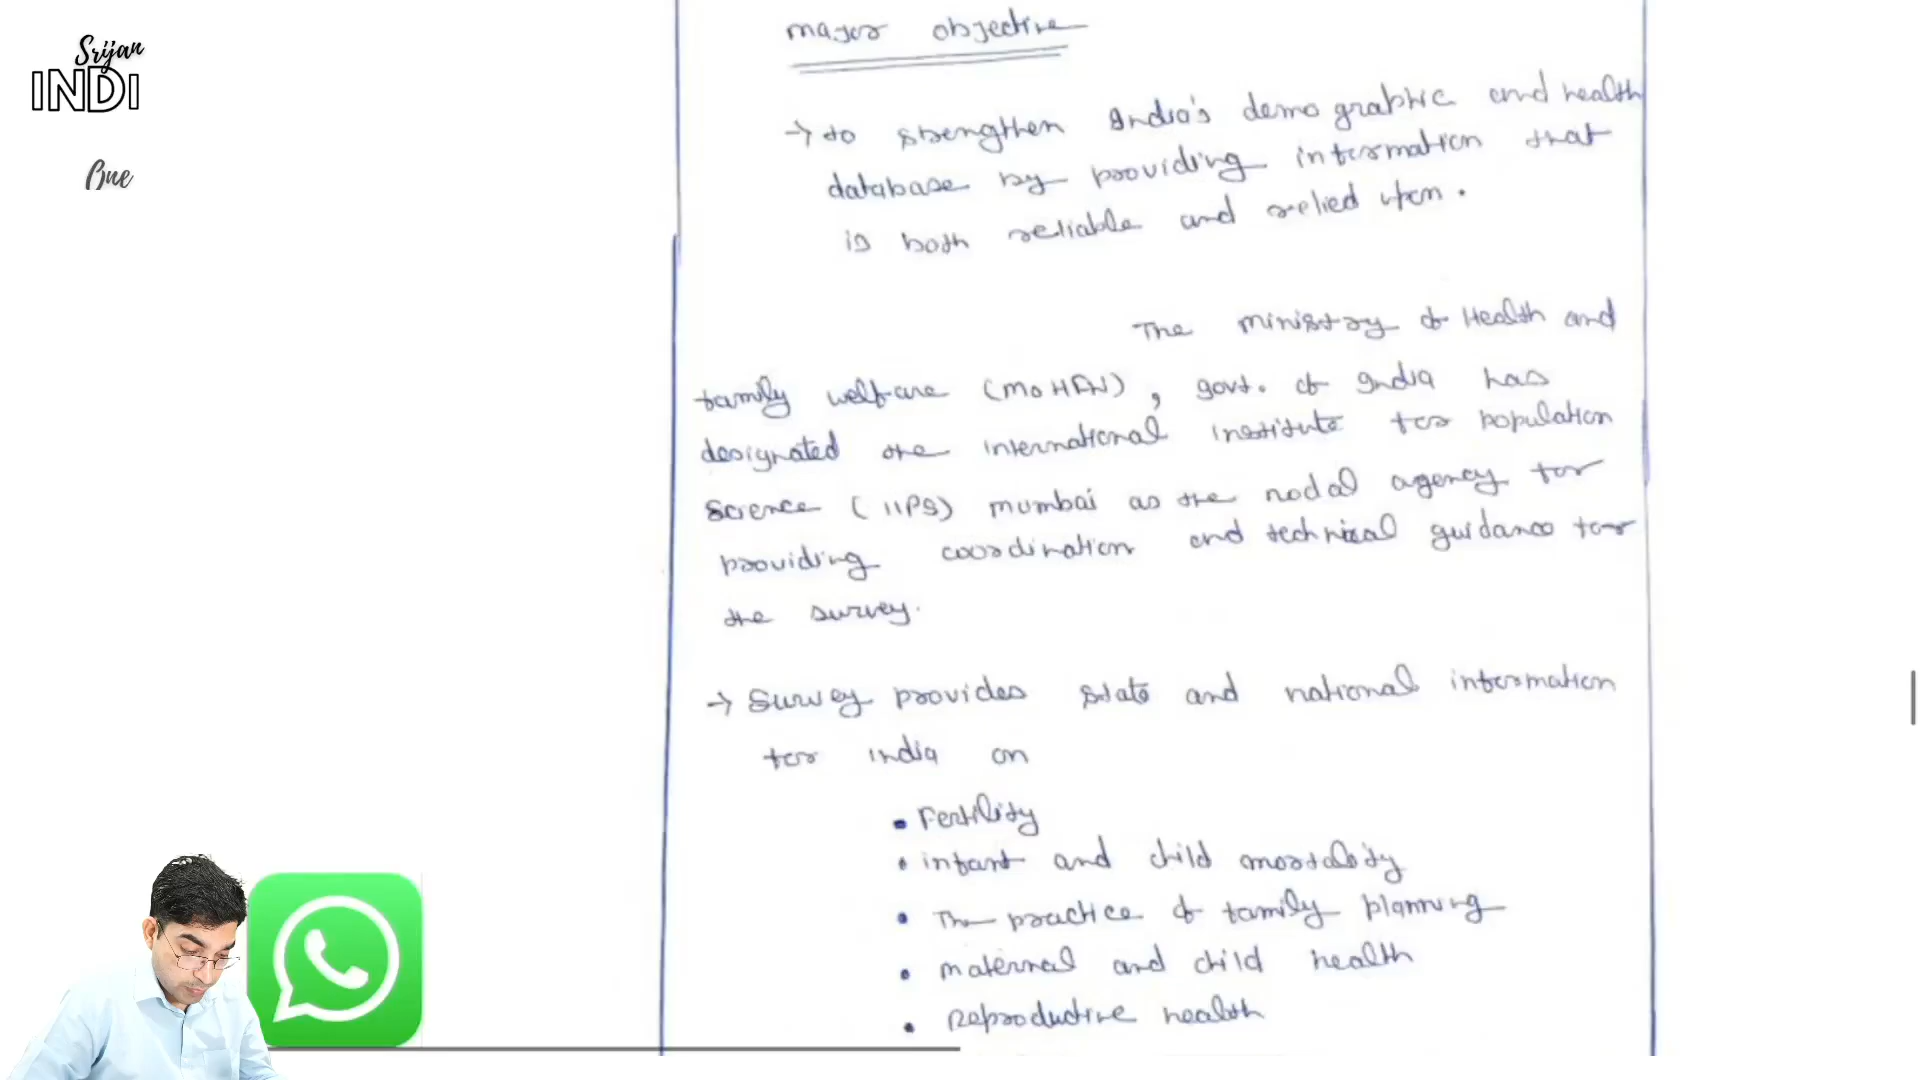 Srijan
INDI
One
major objective
→ to strengthen India's demographic and health
database by providing information that
is both reliable and relied upon.
The ministry of Health and
family welfare (MoHFW), govt. of India has
designated the international institute for population
science (IIPS) mumbai as the nodal agency for
providing coordination and technical guidance for
the survey.
→ Survey provides state and national information
for india on
• Fertility
• infant and child mortality
• The practice of family planning
• maternal and child health
• Reproductive health